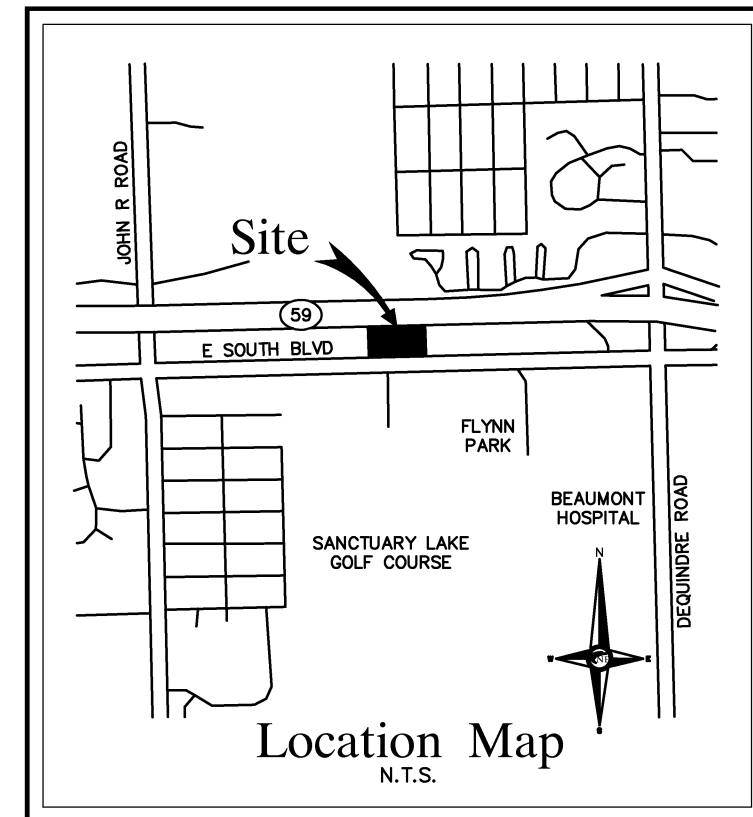 JOHN R ROAD
Site
59
E SOUTH BLVD
FLYNN
PARK
BEAUMONT
HOSPITAL
SANCTUARY LAKE
GOLF COURSE
DEQUINDRE ROAD
N
W
E
S
Location Map
N.T.S.